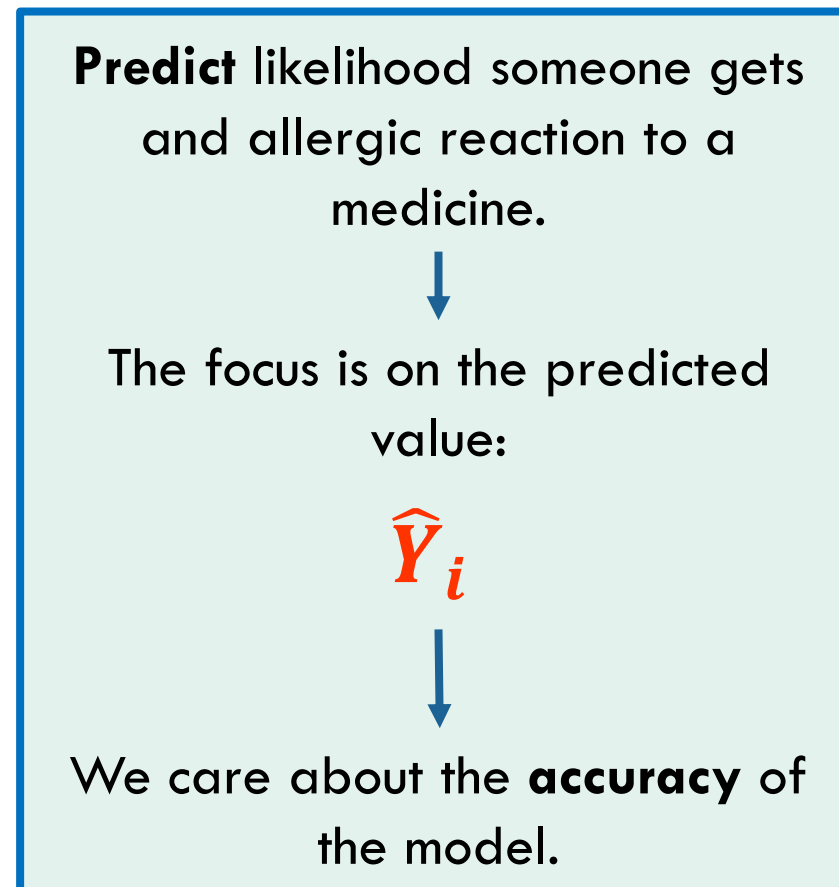 Predict likelihood someone gets
and allergic reaction to a
medicine.
The focus is on the predicted
value:
Ŷᵢ
We care about the accuracy of
the model.